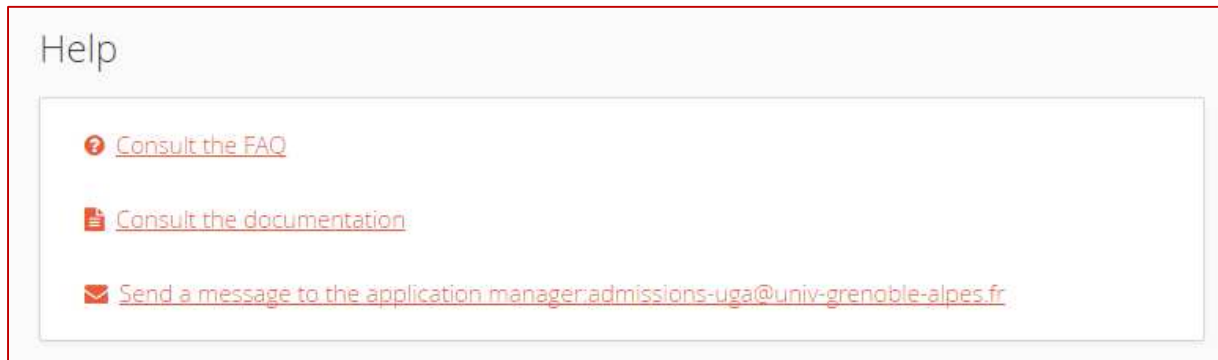 Help
Consult the FAQ
Consult the documentation
Send a message to the application manager:admissions-uga@univ-grenoble-alpes.fr